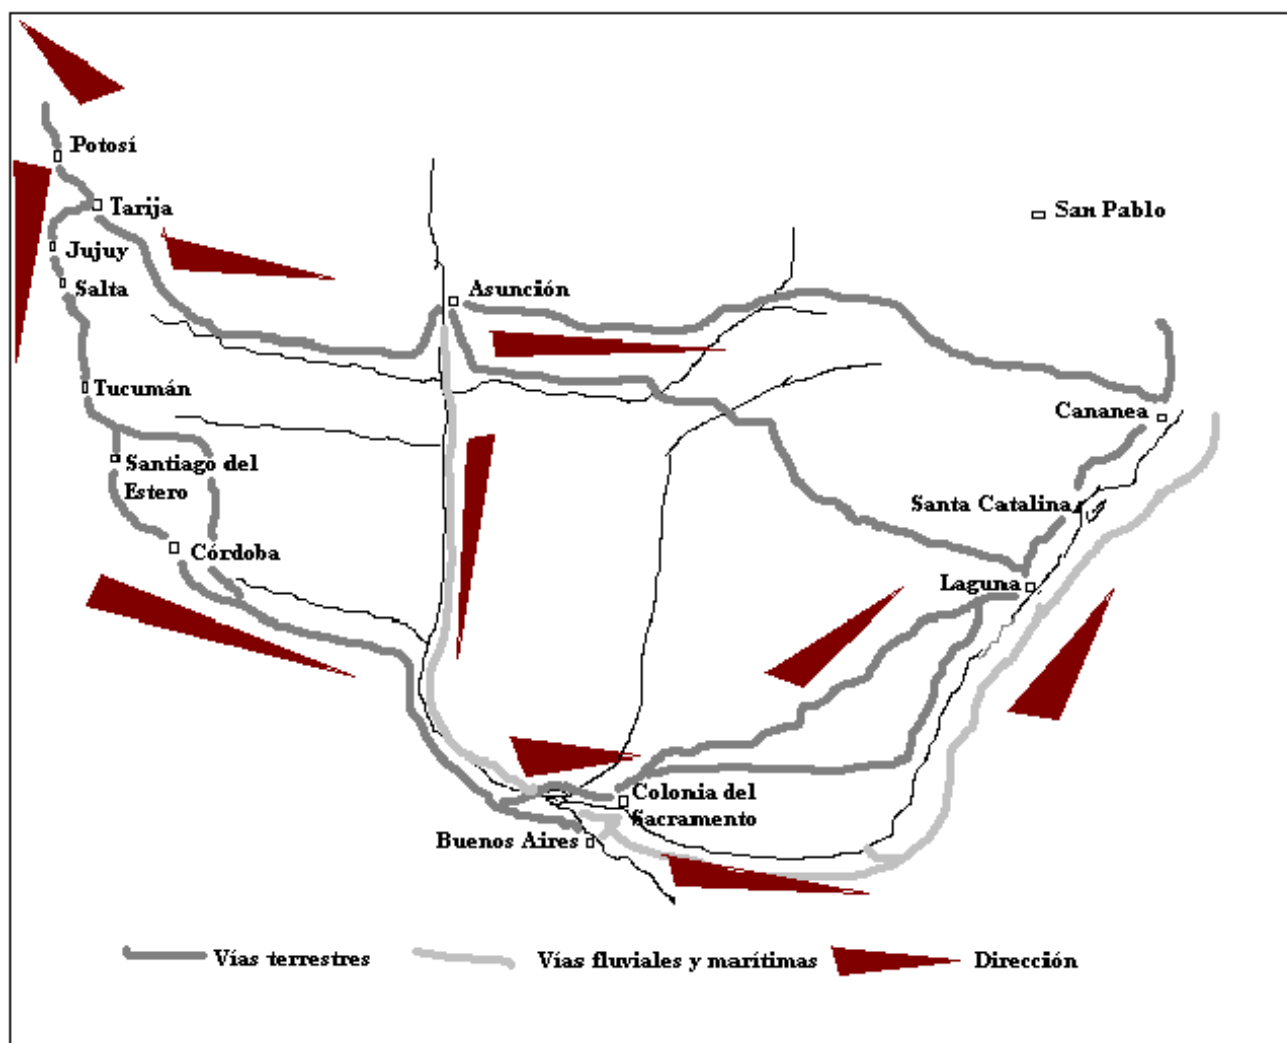 Potosí
Tarija
San Pablo
Jujuy
Salta
Asunción
Tucumán
Cananea
Santiago del
Estero
Santa Catalina
Córdoba
Laguna
Colonia del
Sacramento
Buenos Aires
Vías terrestres
Vías fluviales y marítimas
Dirección